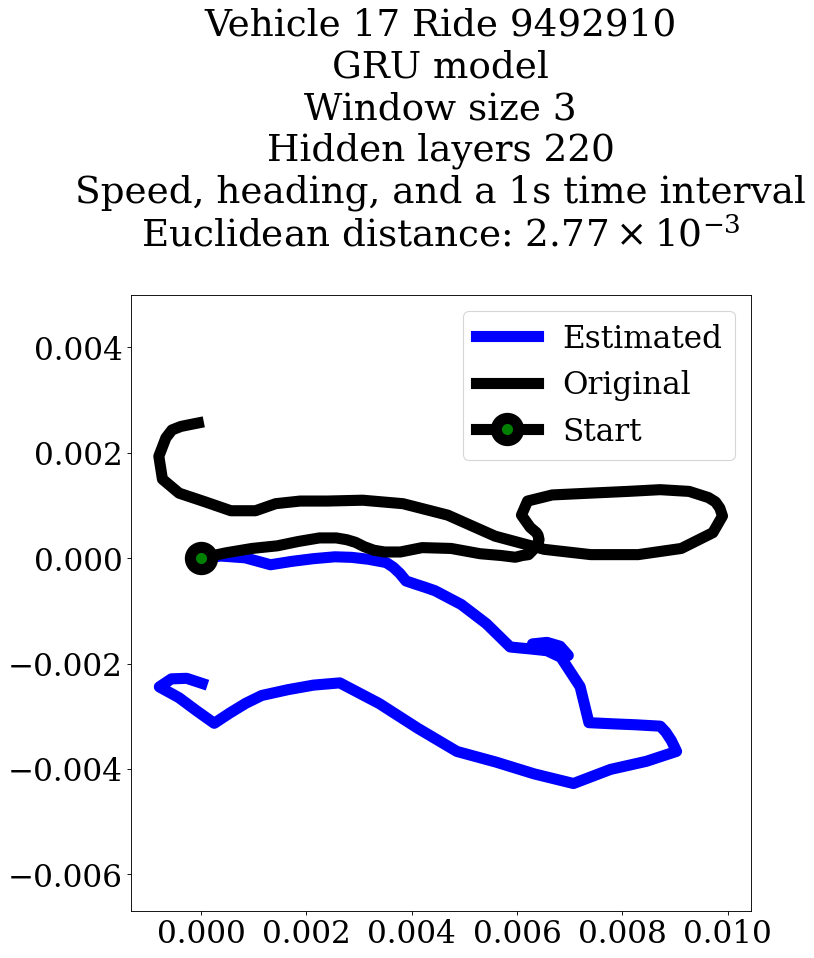 Vehicle 17 Ride 9492910
GRU model
Window size 3
Hidden layers 220
Speed, heading, and a 1s time interval
Euclidean distance: 2.77 × 10⁻³
Estimated
Original
Start
0.004
0.002
0.000
−0.002
−0.004
−0.006
0.000 0.002 0.004 0.006 0.008 0.010